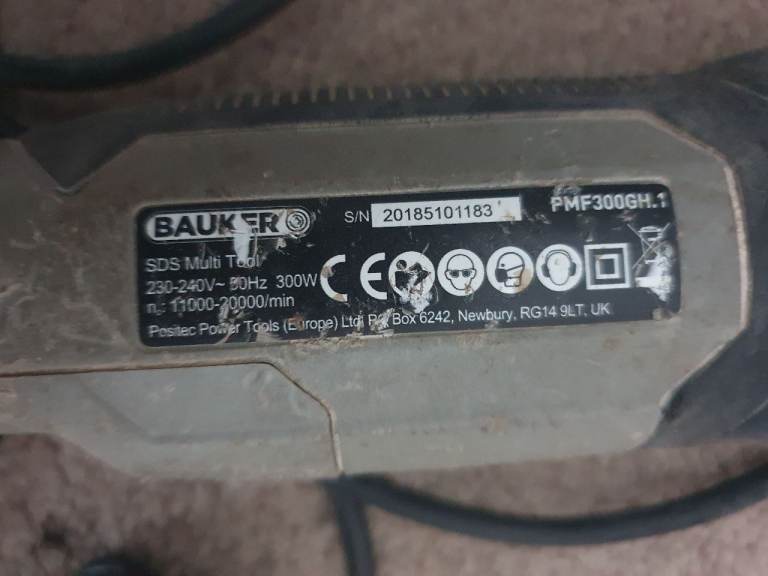 BAUKER
S/N 20185101183
PMF300GH.1
SDS Multi Tool
230-240V~ 50Hz 300W
n₀: 11000-20000/min
Positec Power Tools (Europe) Ltd. PO Box 6242, Newbury, RG14 9LT, UK